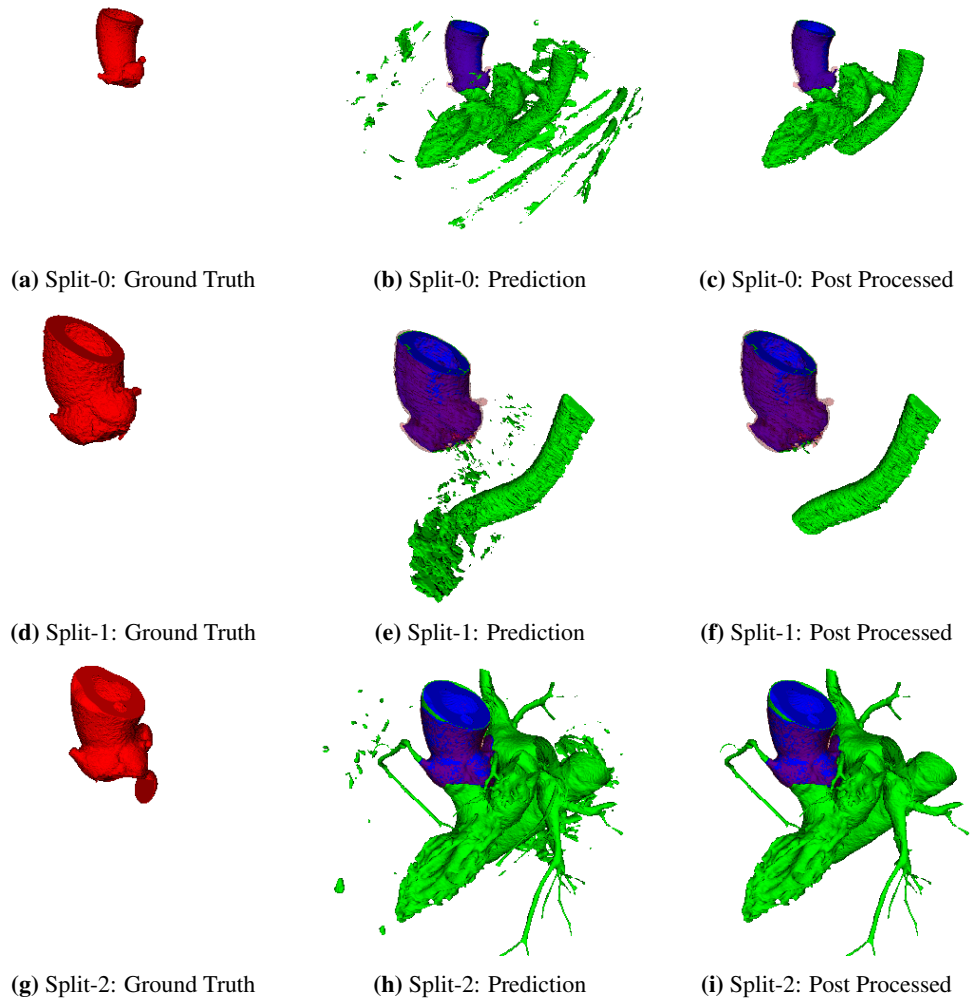 (a) Split-0: Ground Truth
(b) Split-0: Prediction
(c) Split-0: Post Processed
(d) Split-1: Ground Truth
(e) Split-1: Prediction
(f) Split-1: Post Processed
(g) Split-2: Ground Truth
(h) Split-2: Prediction
(i) Split-2: Post Processed